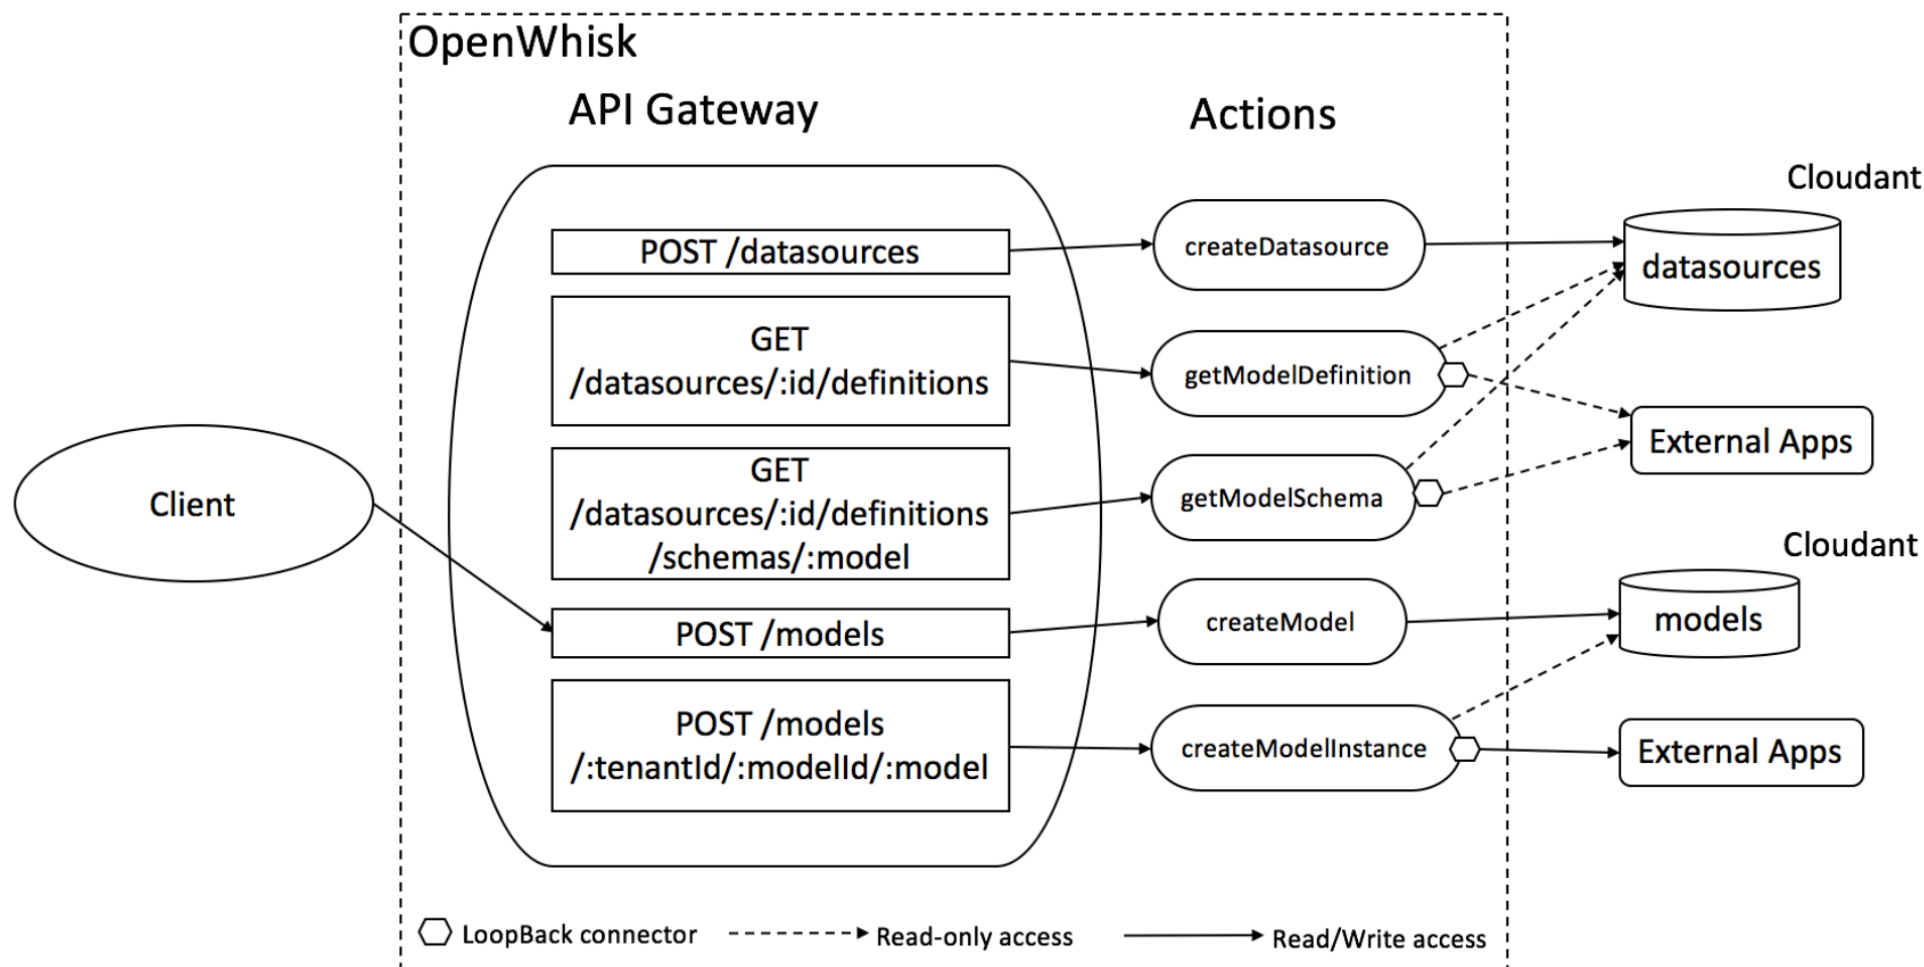 OpenWhisk
API Gateway
Actions
Cloudant
POST /datasources
createDatasource
datasources
GET
/datasources/:id/definitions
getModelDefinition
External Apps
GET
/datasources/:id/definitions
/schemas/:model
getModelSchema
Client
Cloudant
POST /models
createModel
models
POST /models
/:tenantId/:modelId/:model
createModelInstance
External Apps
LoopBack connector
Read-only access
Read/Write access